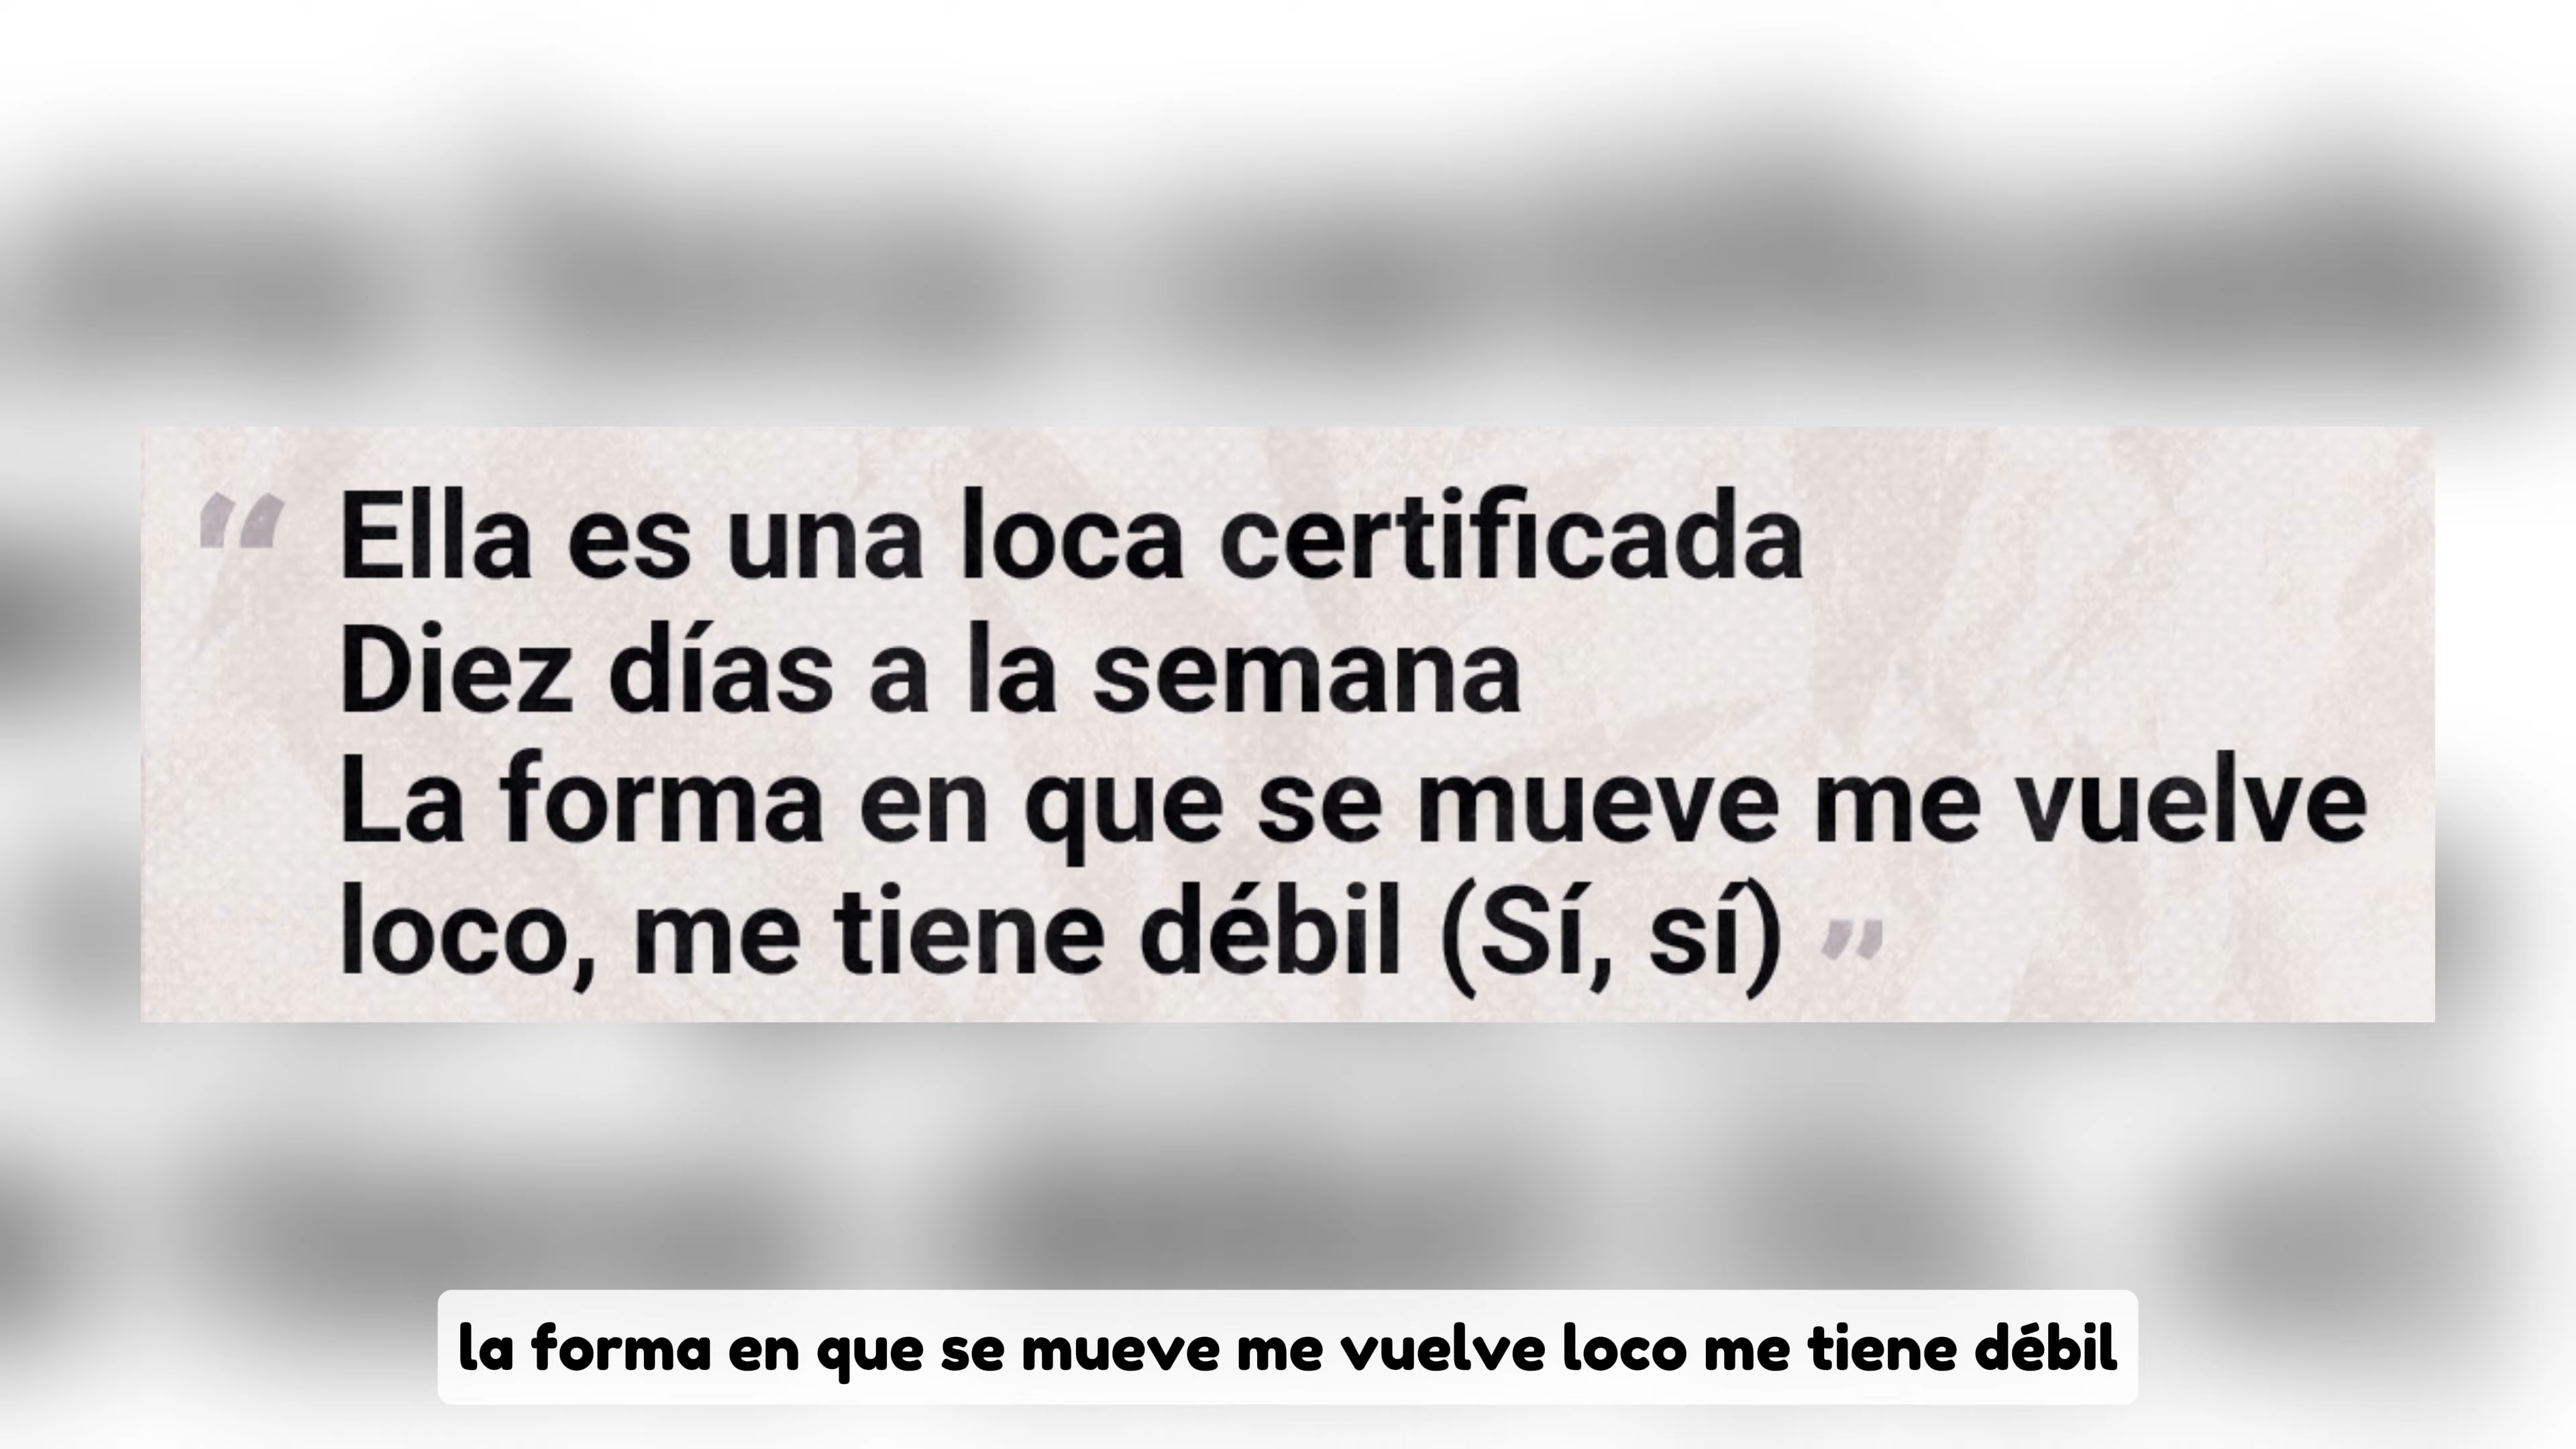 “ Ella es una loca certificada
Diez días a la semana
La forma en que se mueve me vuelve
loco, me tiene débil (Sí, sí) ”
la forma en que se mueve me vuelve loco me tiene débil